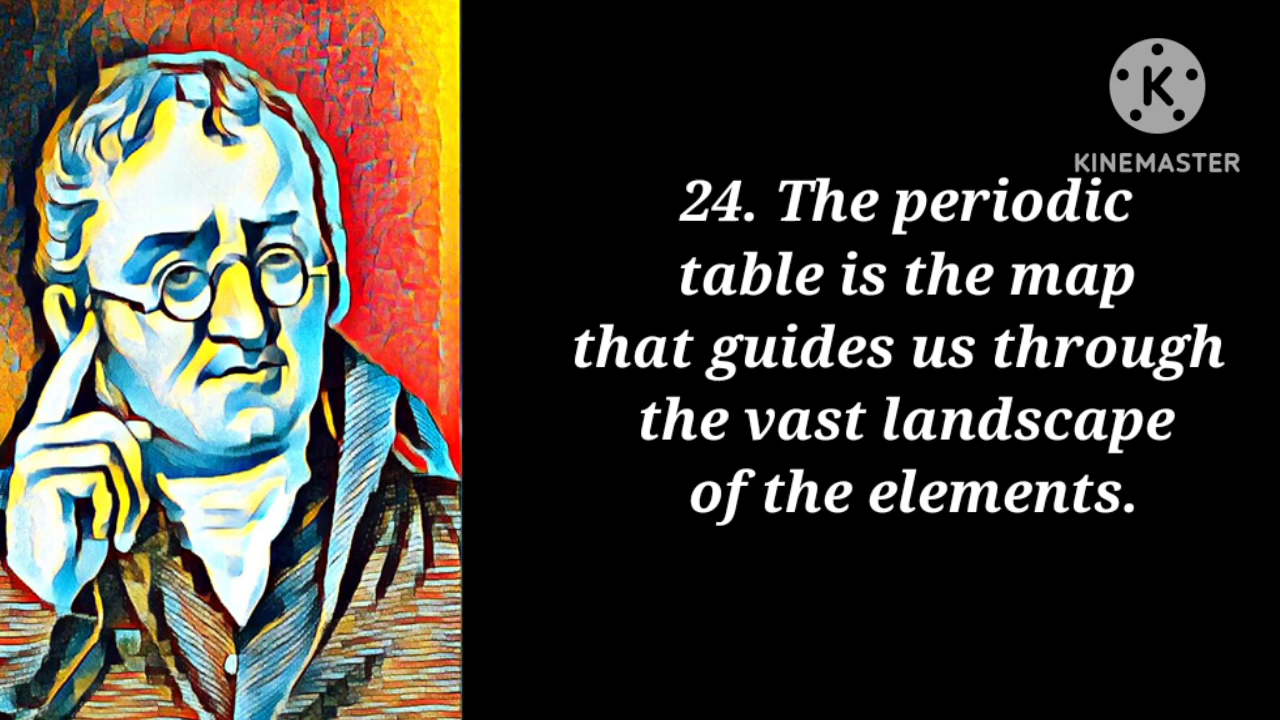 KINEMASTER
24. The periodic
table is the map
that guides us through
the vast landscape
of the elements.